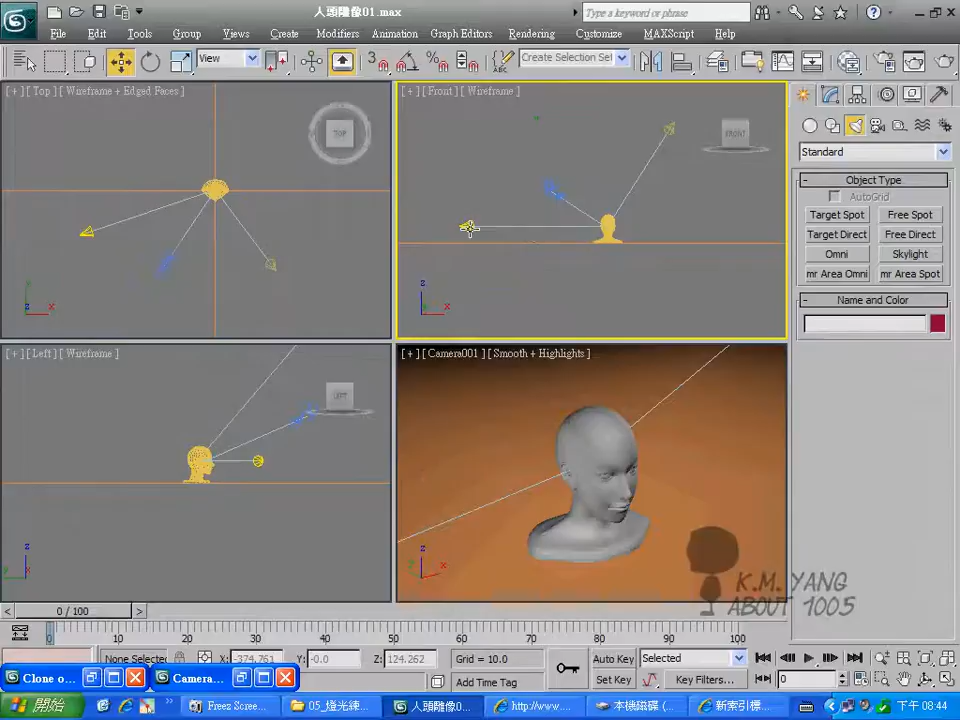 人頭雕像01.max
Type a keyword or phrase
File Edit Tools Group Views Create Modifiers Animation Graph Editors Rendering Customize MAXScript Help
View
3
Create Selection Set
[ + ] [ Top ] [ Wireframe + Edged Faces ]
TOP
[ + ] [ Front ] [ Wireframe ]
FRONT
[ + ] [ Left ] [ Wireframe ]
LEFT
[ + ] [ Camera001 ] [ Smooth + Highlights ]
Standard
Object Type
AutoGrid
Target Spot Free Spot
Target Direct Free Direct
Omni Skylight
mr Area Omni mr Area Spot
Name and Color
K.M. YANG
ABOUT 1005
0 / 100
0 10 20 30 40 50 60 70 80 90 100
None Selected X: -374.761 Y: -0.0 Z: 124.262 Grid = 10.0 Auto Key Selected
Clone o... Camera... Add Time Tag Set Key Key Filters... 0
開始 Freez Scree... 05_燈光練... 人頭雕像0... http://www.... 本機磁碟 (... 新索引標... 下午 08:44